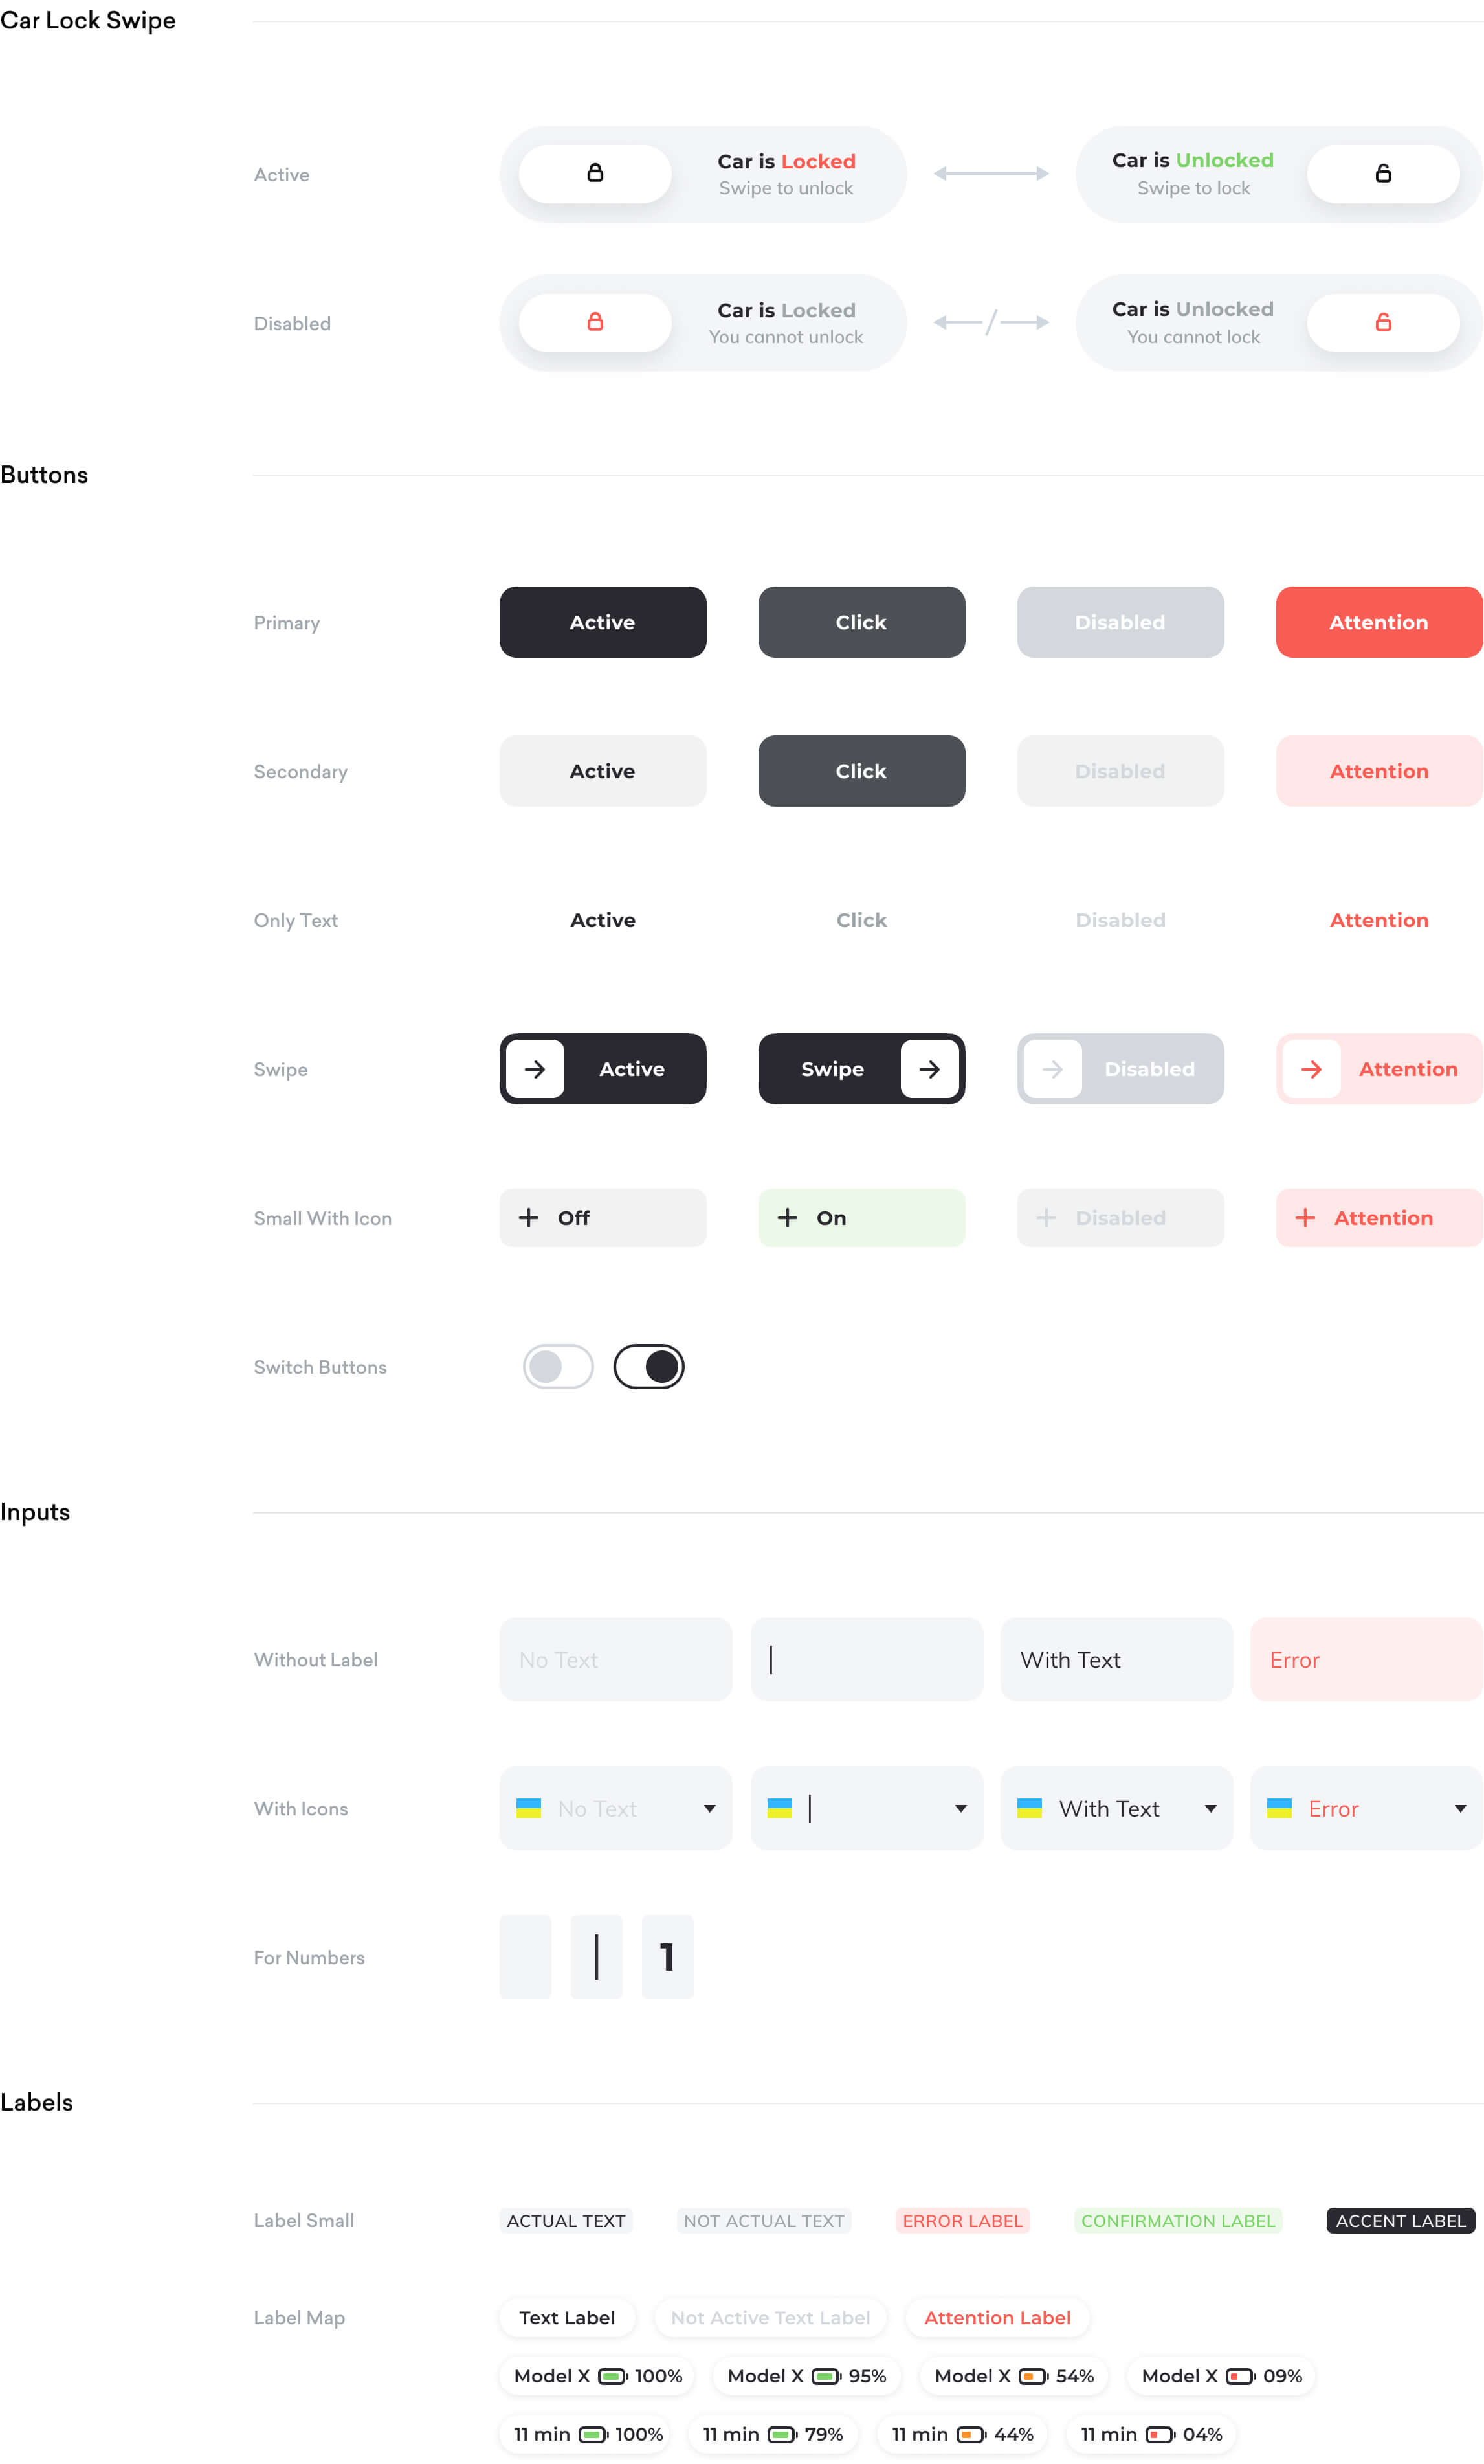 Car Lock Swipe
Active
Car is Locked
Swipe to unlock
Car is Unlocked
Swipe to lock
Disabled
Car is Locked
You cannot unlock
Car is Unlocked
You cannot lock
Buttons
Primary
Active
Click
Disabled
Attention
Secondary
Active
Click
Disabled
Attention
Only Text
Active
Click
Disabled
Attention
Swipe
Active
Swipe
Disabled
Attention
Small With Icon
Off
On
Disabled
Attention
Switch Buttons
Inputs
Without Label
No Text
With Text
Error
With Icons
No Text
With Text
Error
For Numbers
1
Labels
Label Small
ACTUAL TEXT
NOT ACTUAL TEXT
ERROR LABEL
CONFIRMATION LABEL
ACCENT LABEL
Label Map
Text Label
Not Active Text Label
Attention Label
Model X 100%
Model X 95%
Model X 54%
Model X 09%
11 min 100%
11 min 79%
11 min 44%
11 min 04%